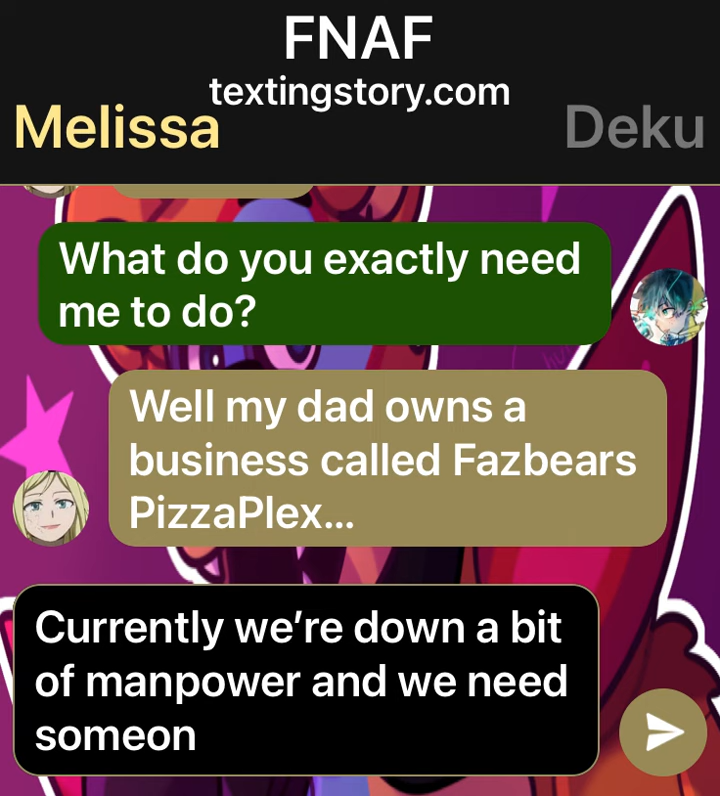 FNAF
textingstory.com
Melissa
Deku
What do you exactly need
me to do?
Well my dad owns a
business called Fazbears
PizzaPlex...
Currently we’re down a bit
of manpower and we need
someon